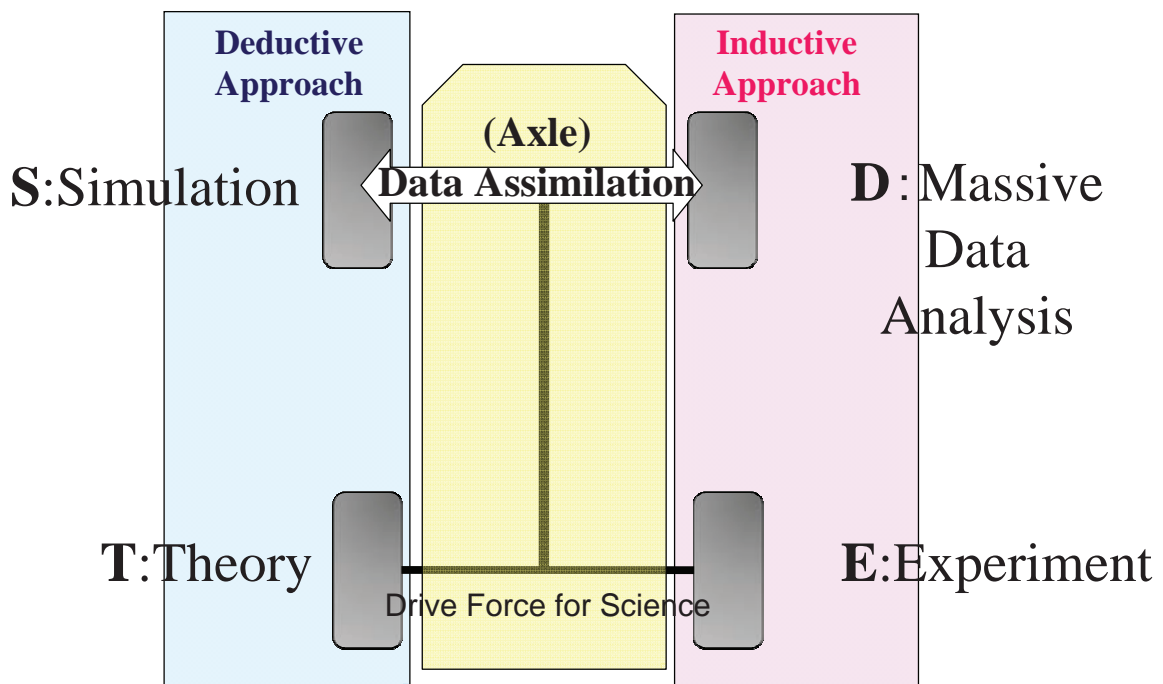 Deductive
Approach
Inductive
Approach
(Axle)
S:Simulation
Data Assimilation
D:Massive
Data
Analysis
T:Theory
E:Experiment
Drive Force for Science